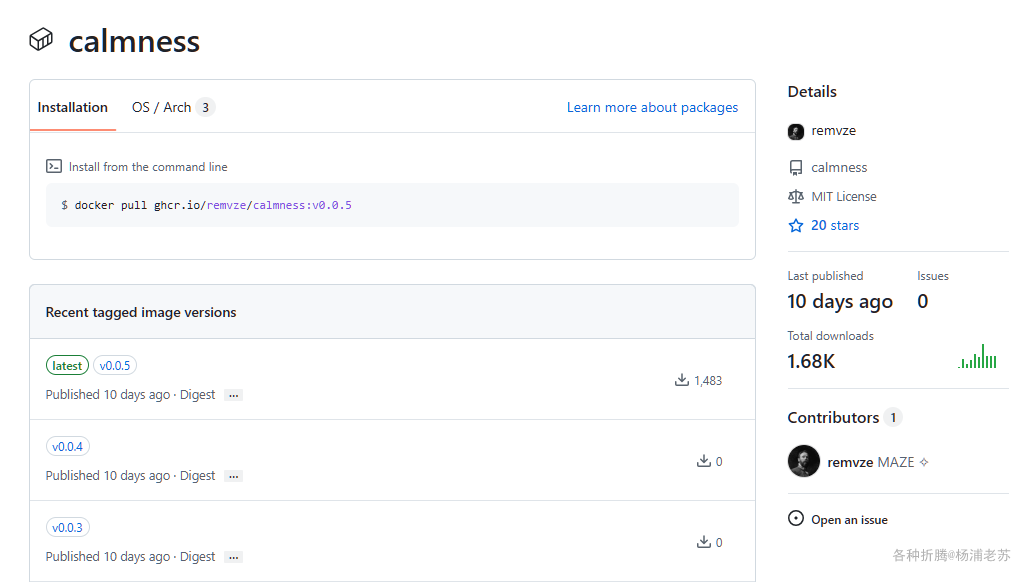 calmness
Installation
OS / Arch 3
Learn more about packages
Install from the command line
$ docker pull ghcr.io/remvze/calmness:v0.0.5
Recent tagged image versions
latest v0.0.5
Published 10 days ago · Digest ...
1,483
v0.0.4
Published 10 days ago · Digest ...
0
v0.0.3
Published 10 days ago · Digest ...
0
Details
remvze
calmness
MIT License
20 stars
Last published
10 days ago
Issues
0
Total downloads
1.68K
Contributors 1
remvze MAZE ✧
Open an issue
各种折腾@杨浦老苏